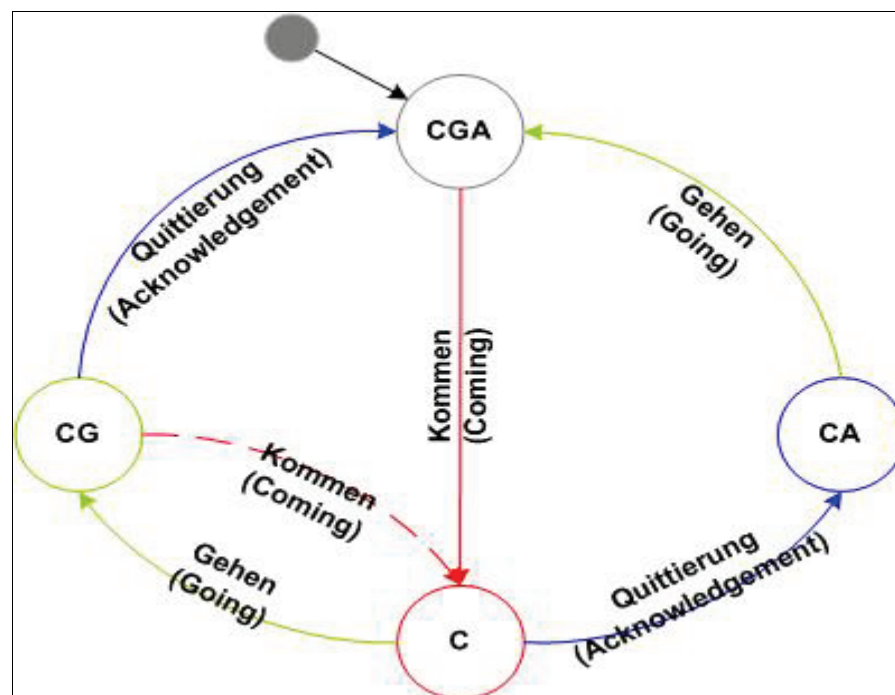 CGA
Quittierung
(Acknowledgement)
Gehen
(Going)
Kommen
(Coming)
CG
CA
Kommen
(Coming)
Gehen
(Going)
Quittierung
(Acknowledgement)
C